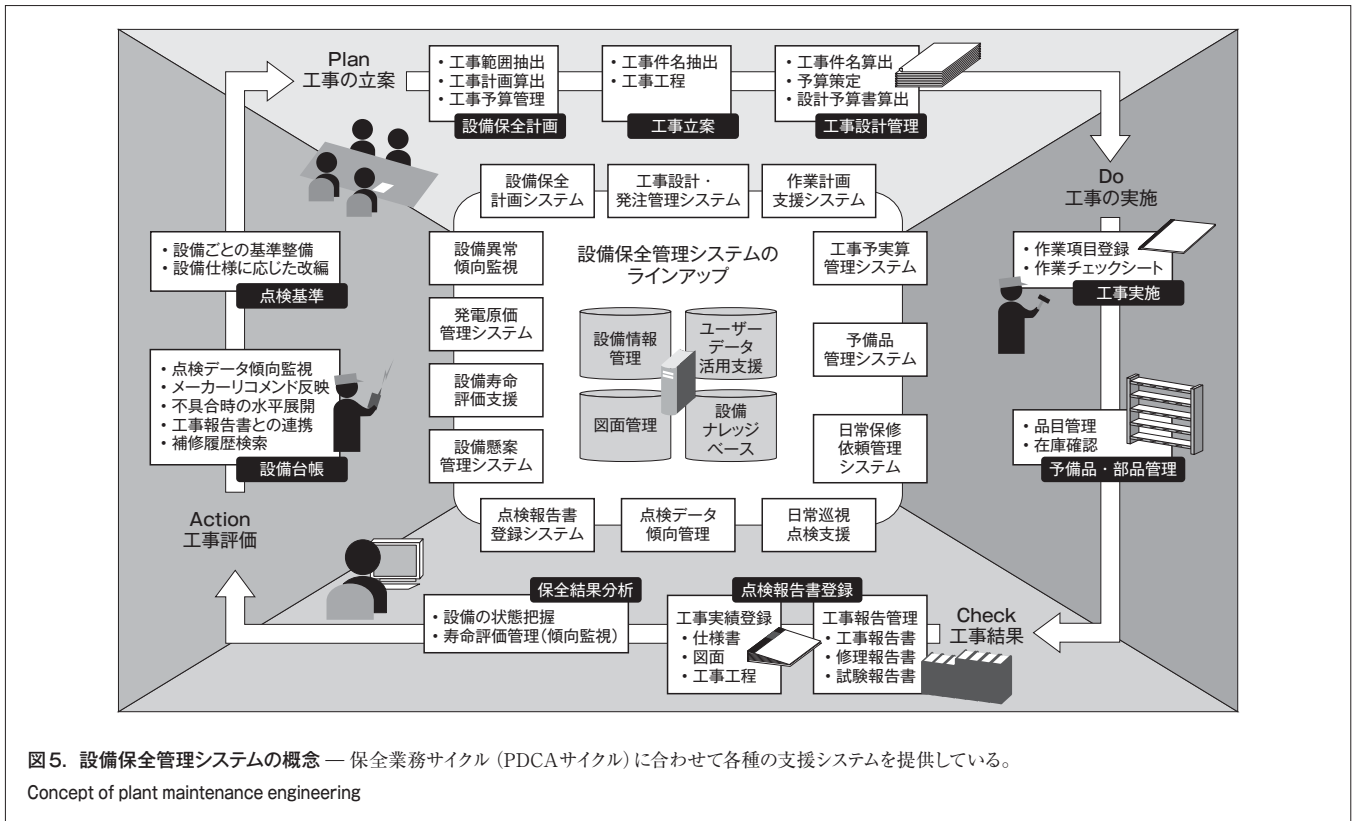 Plan
工事の立案
・工事範囲抽出
・工事計画算出
・工事予算管理
設備保全計画
・工事件名抽出
・工事工程
工事立案
・工事件名算出
・予算策定
・設計予算書算出
工事設計管理
Do
工事の実施
・作業項目登録
・作業チェックシート
工事実施
・品目管理
・在庫確認
予備品・部品管理
Check
工事結果
点検報告書登録
工事報告管理
・工事報告書
・修理報告書
・試験報告書
工事実績登録
・仕様書
・図面
・工事工程
保全結果分析
・設備の状態把握
・寿命評価管理(傾向監視)
Action
工事評価
・点検データ傾向監視
・メーカーリコメンド反映
・不具合時の水平展開
・工事報告書との連携
・補修履歴検索
設備台帳
・設備ごとの基準整備
・設備仕様に応じた改編
点検基準
設備保全
計画システム
工事設計・
発注管理システム
作業計画
支援システム
設備異常
傾向監視
発電原価
管理システム
設備寿命
評価支援
設備懸案
管理システム
設備保全管理システムの
ラインアップ
設備情報
管理
ユーザー
データ
活用支援
図面管理
設備
ナレッジ
ベース
工事予実算
管理システム
予備品
管理システム
日常保修
依頼管理
システム
点検報告書
登録システム
点検データ
傾向管理
日常巡視
点検支援
図5. 設備保全管理システムの概念 — 保全業務サイクル(PDCAサイクル)に合わせて各種の支援システムを提供している。
Concept of plant maintenance engineering